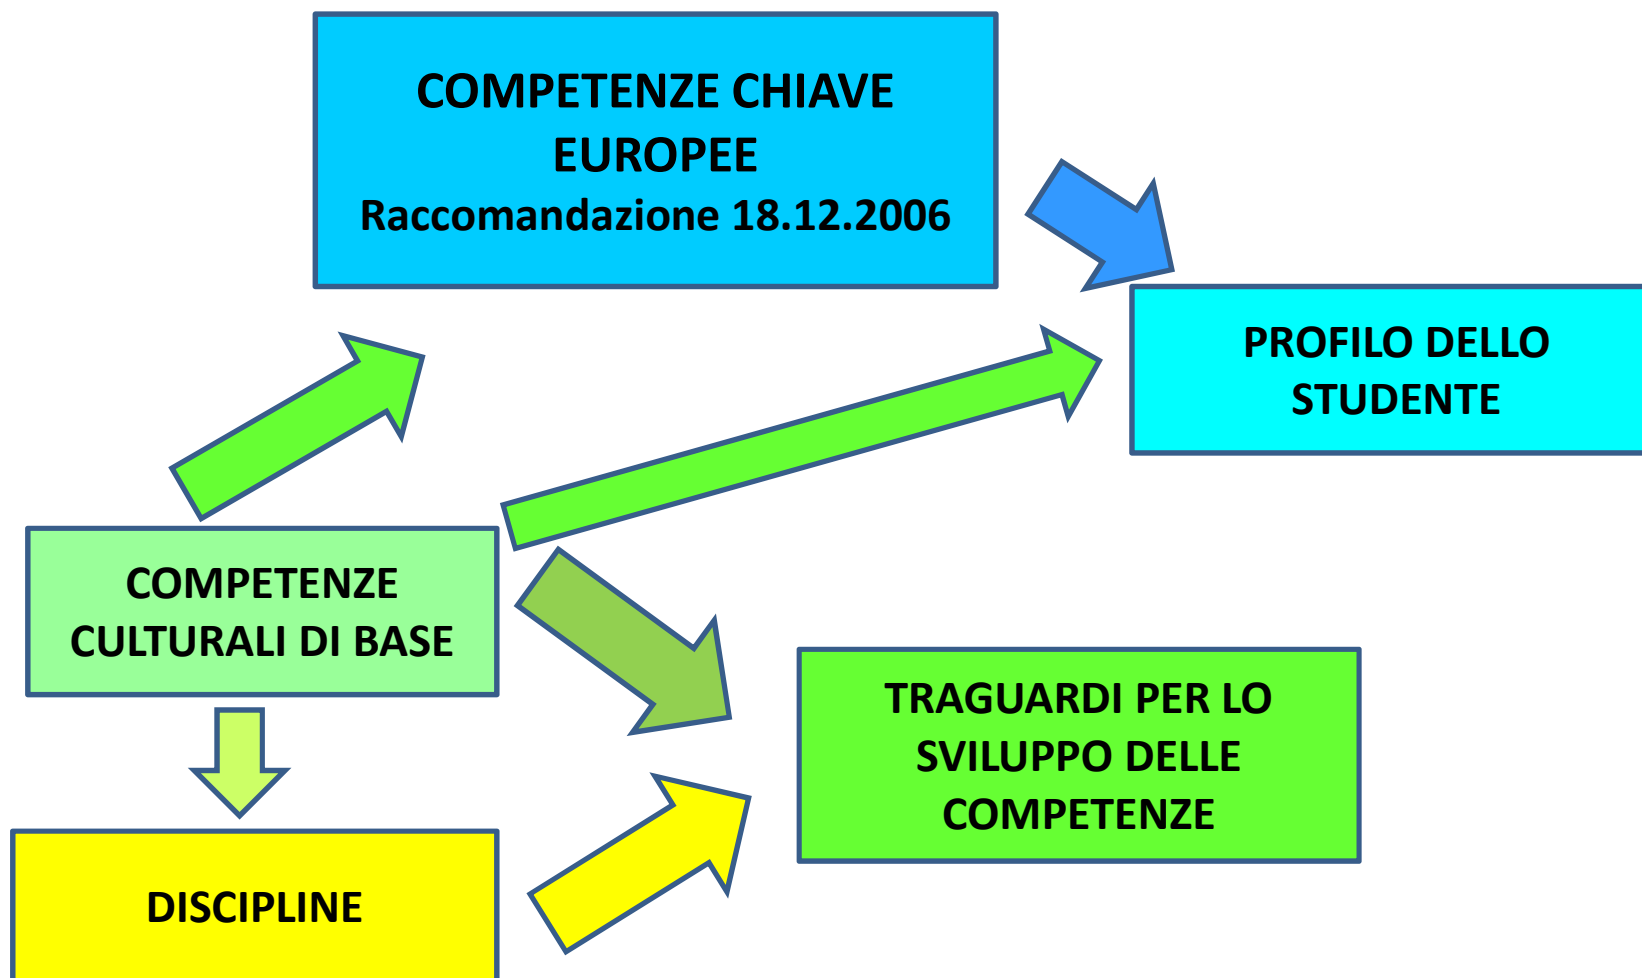 COMPETENZE CHIAVE
EUROPEE
Raccomandazione 18.12.2006
PROFILO DELLO
STUDENTE
COMPETENZE
CULTURALI DI BASE
TRAGUARDI PER LO
SVILUPPO DELLE
COMPETENZE
DISCIPLINE